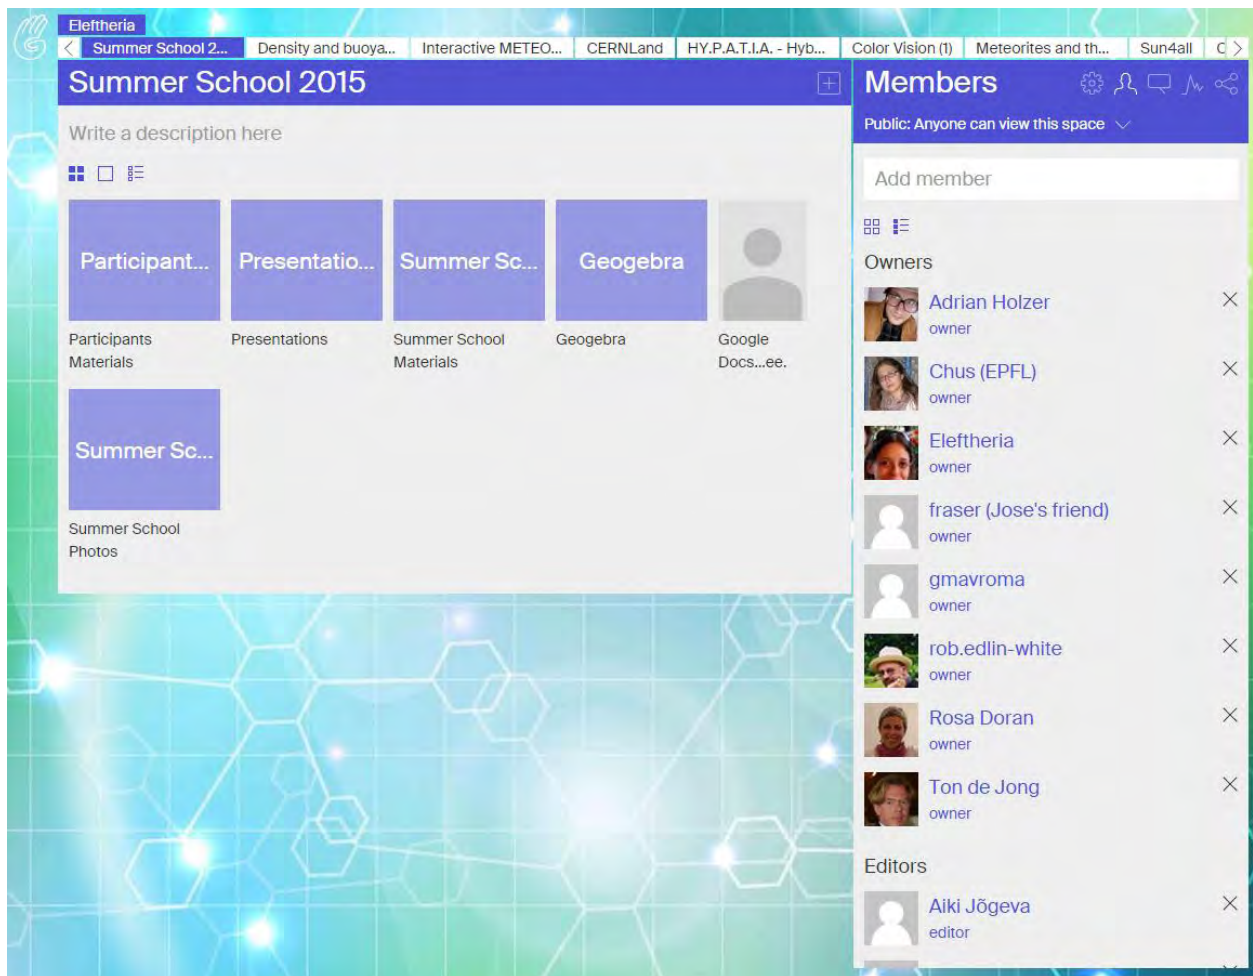 Eleftheria
Summer School 2... Density and buoya... Interactive METEO... CERNLand HY.P.A.T.I.A. - Hyb... Color Vision (1) Meteorites and th... Sun4all
Summer School 2015
Write a description here
Participant... Presentatio... Summer Sc... Geogebra
Participants Presentations Summer School Geogebra Google
Materials Materials Docs...ee.
Summer Sc...
Summer School
Photos
Members
Public: Anyone can view this space
Add member
Owners
Adrian Holzer
owner
Chus (EPFL)
owner
Eleftheria
owner
fraser (Jose's friend)
owner
gmavroma
owner
rob.edlin-white
owner
Rosa Doran
owner
Ton de Jong
owner
Editors
Aiki Jõgeva
editor